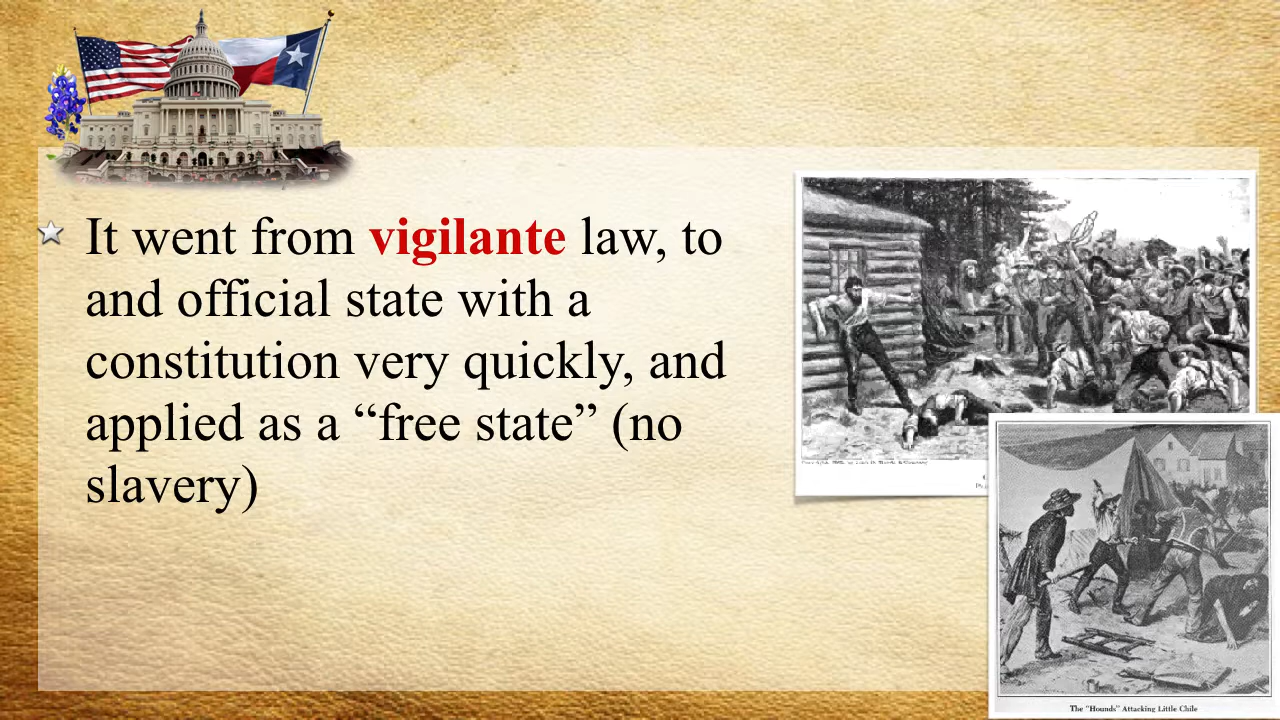 It went from vigilante law, to
and official state with a
constitution very quickly, and
applied as a “free state” (no
slavery)
The "Hounds" Attacking Little Chile